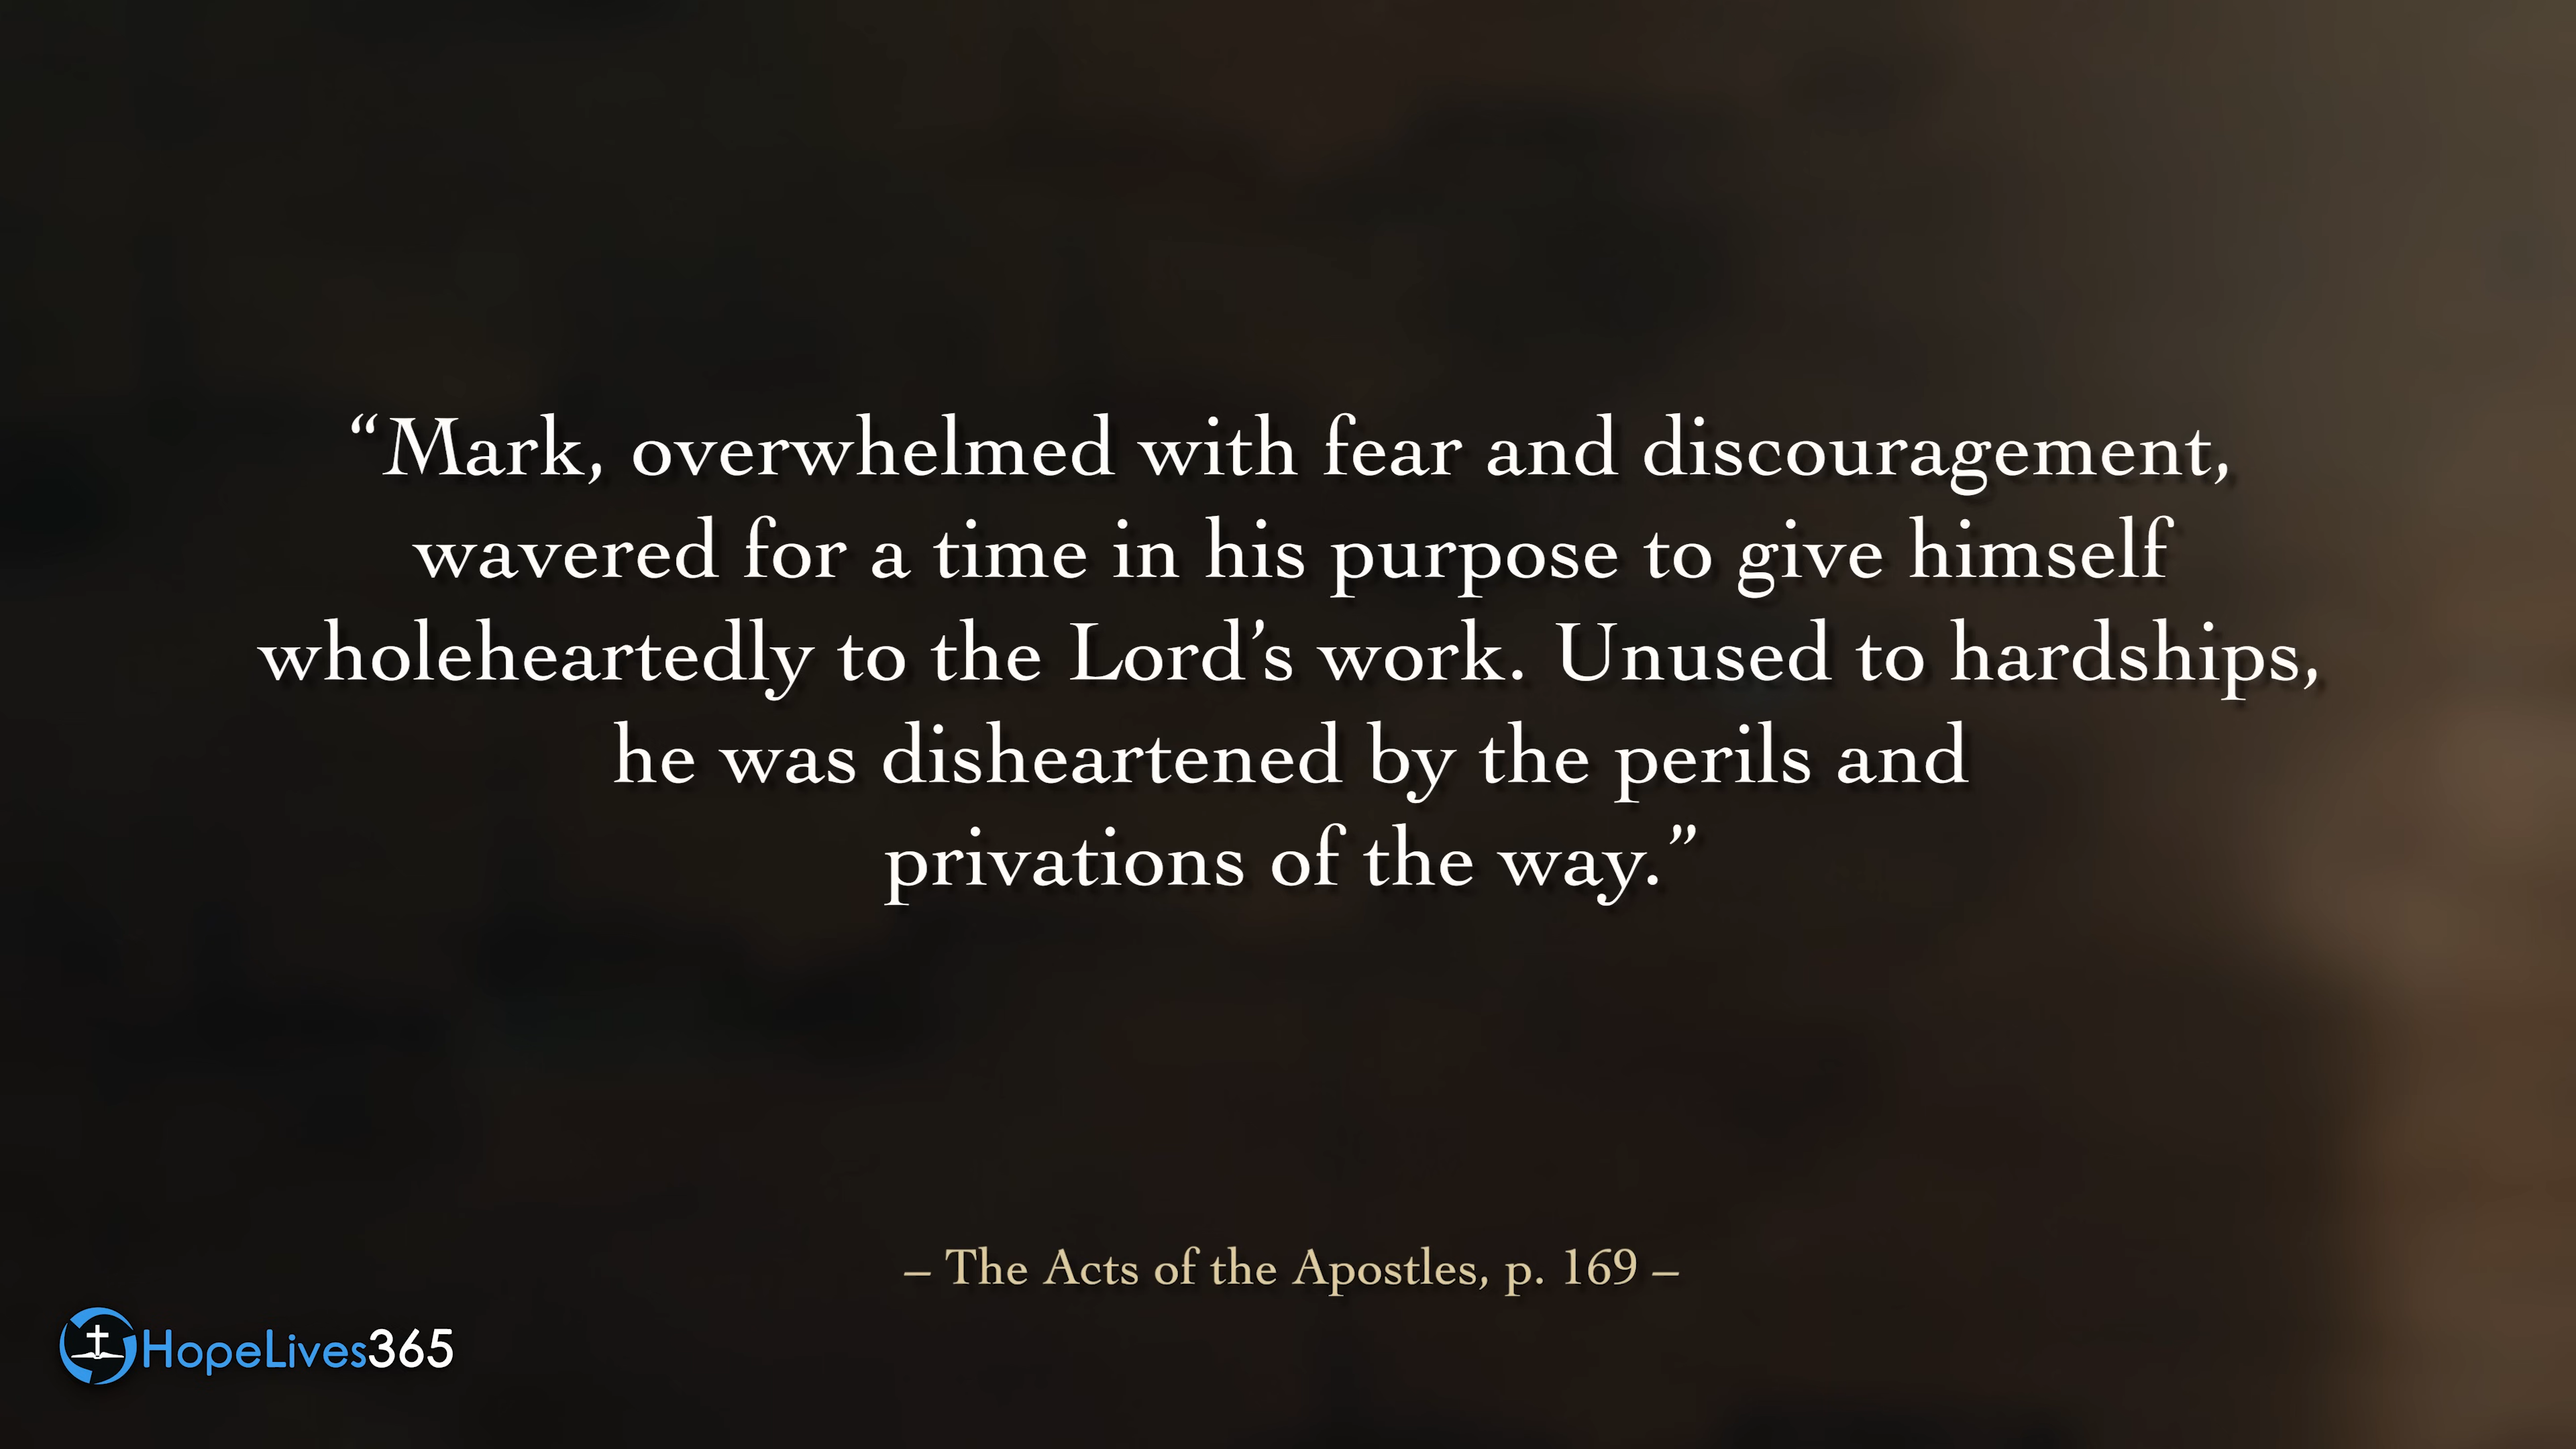 “Mark, overwhelmed with fear and discouragement,
wavered for a time in his purpose to give himself
wholeheartedly to the Lord’s work. Unused to hardships,
he was disheartened by the perils and
privations of the way.”
– The Acts of the Apostles, p. 169 –
HopeLives365